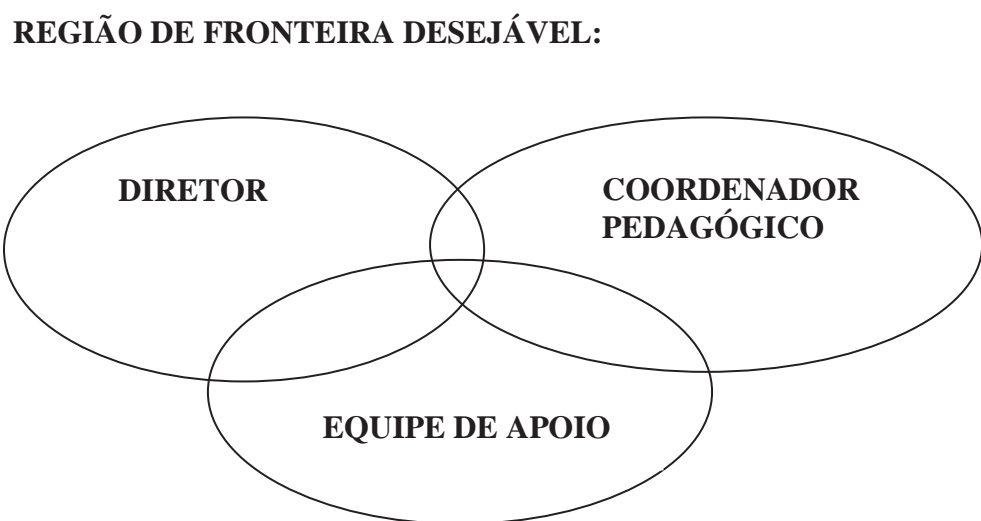 REGIÃO DE FRONTEIRA DESEJÁVEL:
DIRETOR
COORDENADOR
PEDAGÓGICO
EQUIPE DE APOIO